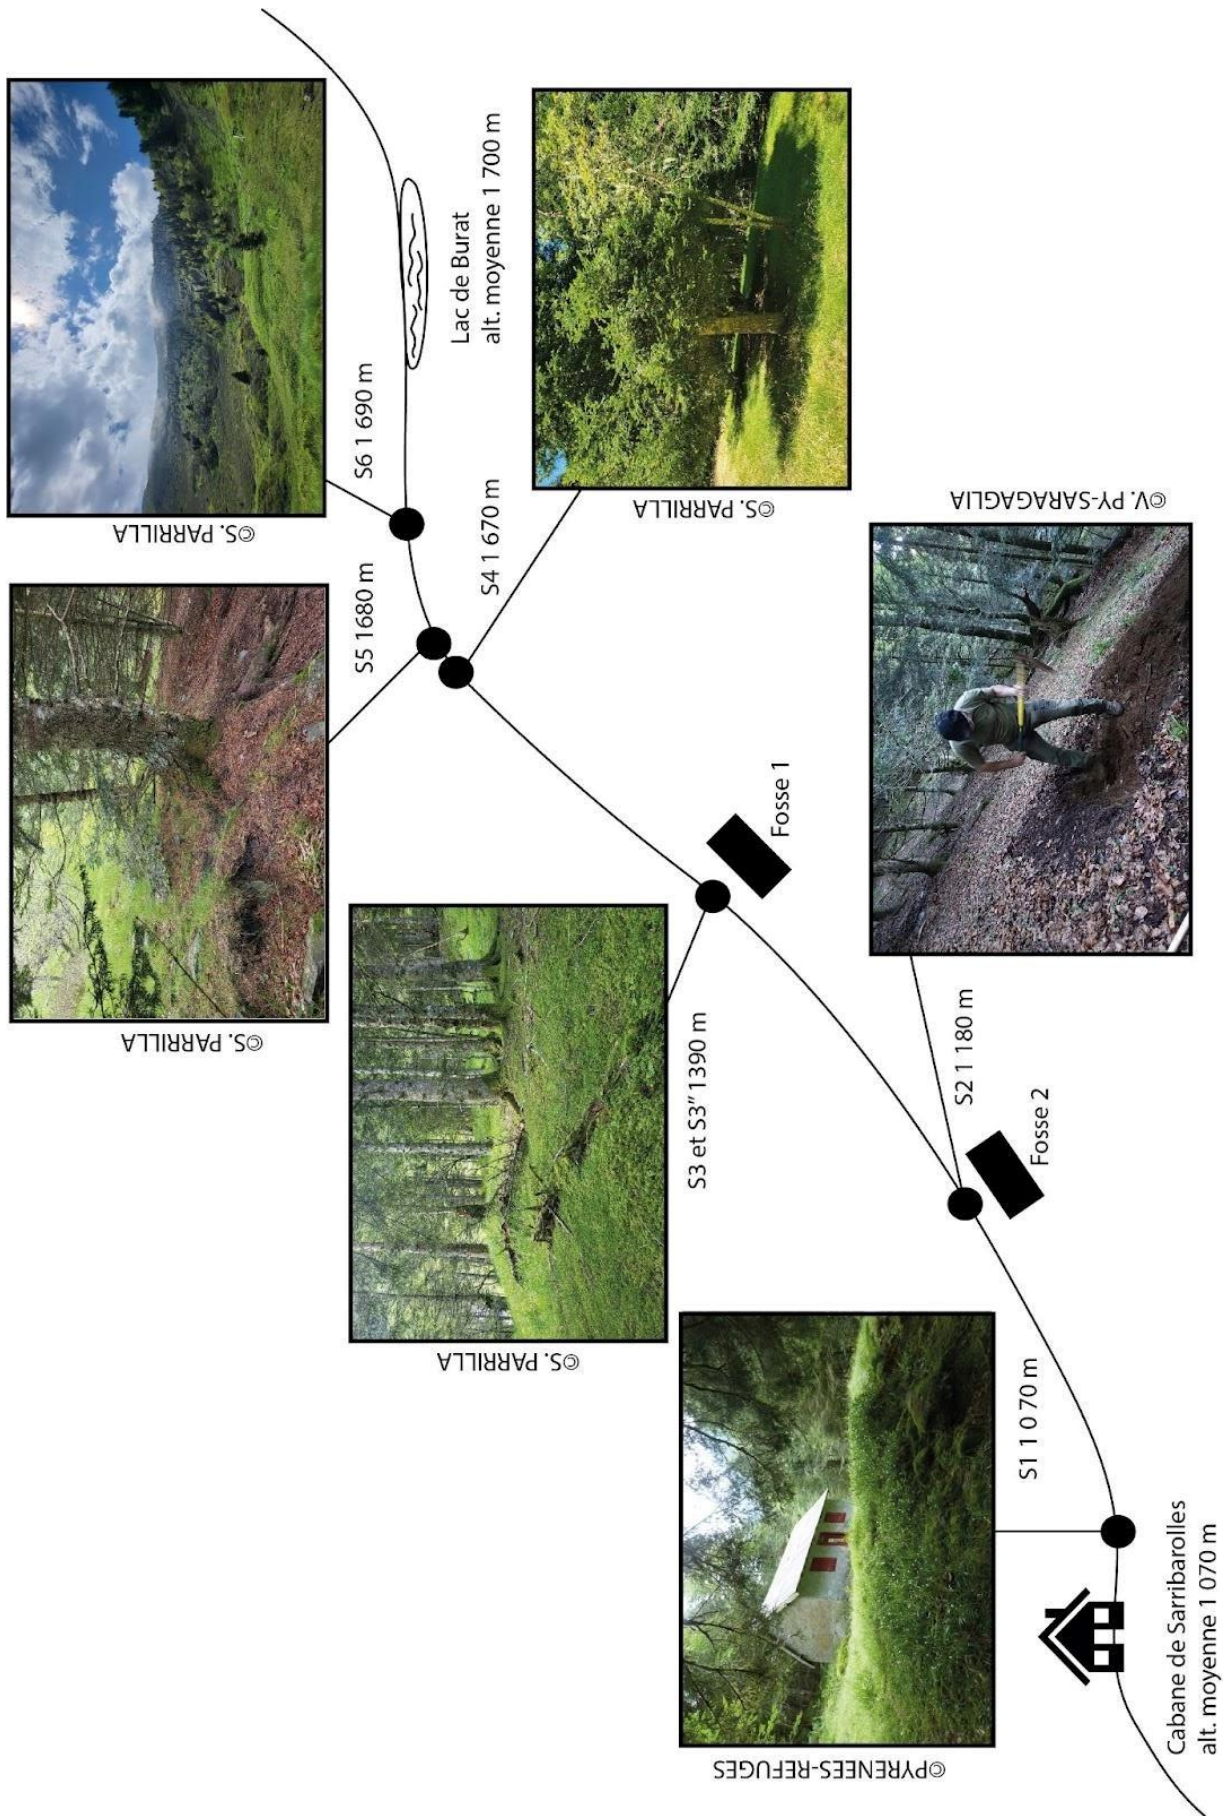 ©S. PARRILLA
S6 1 690 m
Lac de Burat
alt. moyenne 1 700 m
©S. PARRILLA
S5 1680 m
S4 1 670 m
©S. PARRILLA
©S. PARRILLA
S3 et S3" 1390 m
Fosse 1
©V. PY-SARAGAGLIA
S2 1 180 m
Fosse 2
©PYRENEES-REFUGES
S1 1 0 70 m
Cabane de Sarribarolles
alt. moyenne 1 070 m